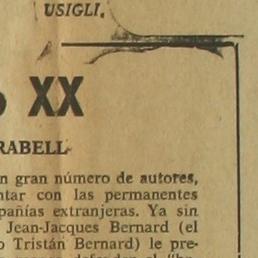 USIGLI.
XX
RABELL
n gran número de autores,
ntar con las permanentes
pañías extranjeras. Ya sin
Jean-Jacques Bernard (el
o Tristán Bernard) le pre-